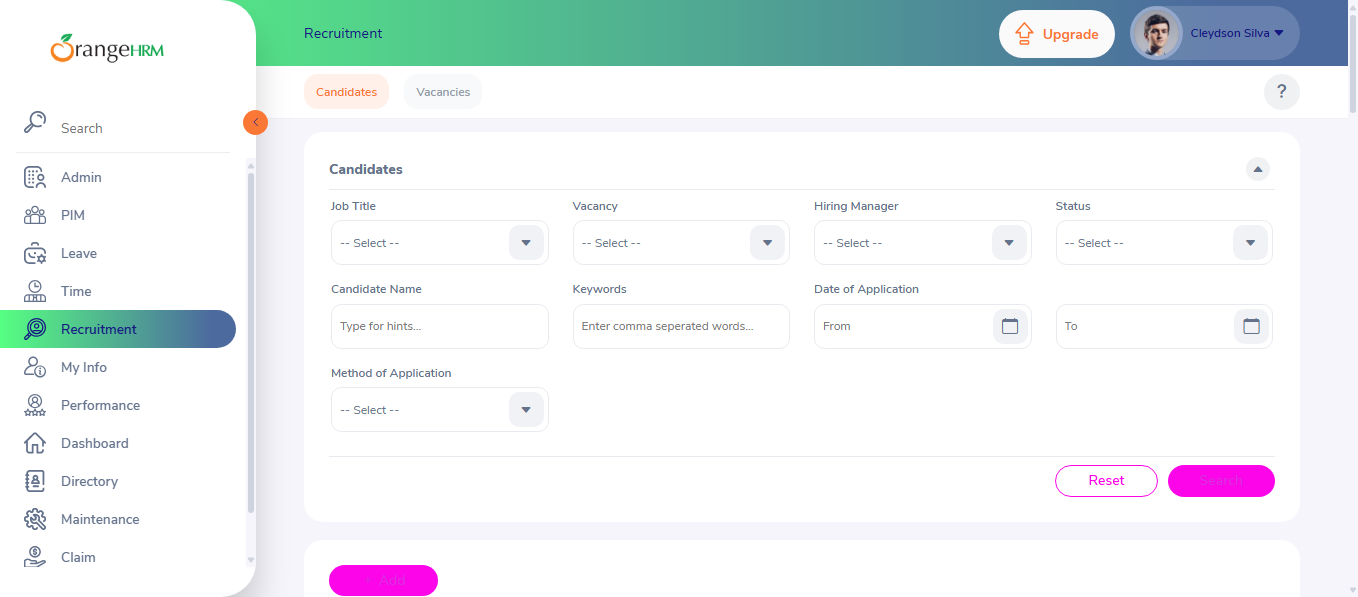 OrangeHRM
Recruitment
Upgrade
Cleydson Silva
Candidates
Vacancies
?
Search
Admin
PIM
Leave
Time
Recruitment
My Info
Performance
Dashboard
Directory
Maintenance
Claim
Candidates
Job Title
Vacancy
Hiring Manager
Status
-- Select --
-- Select --
-- Select --
-- Select --
Candidate Name
Keywords
Date of Application
Type for hints...
Enter comma seperated words...
From
To
Method of Application
-- Select --
Reset
Search
+ Add